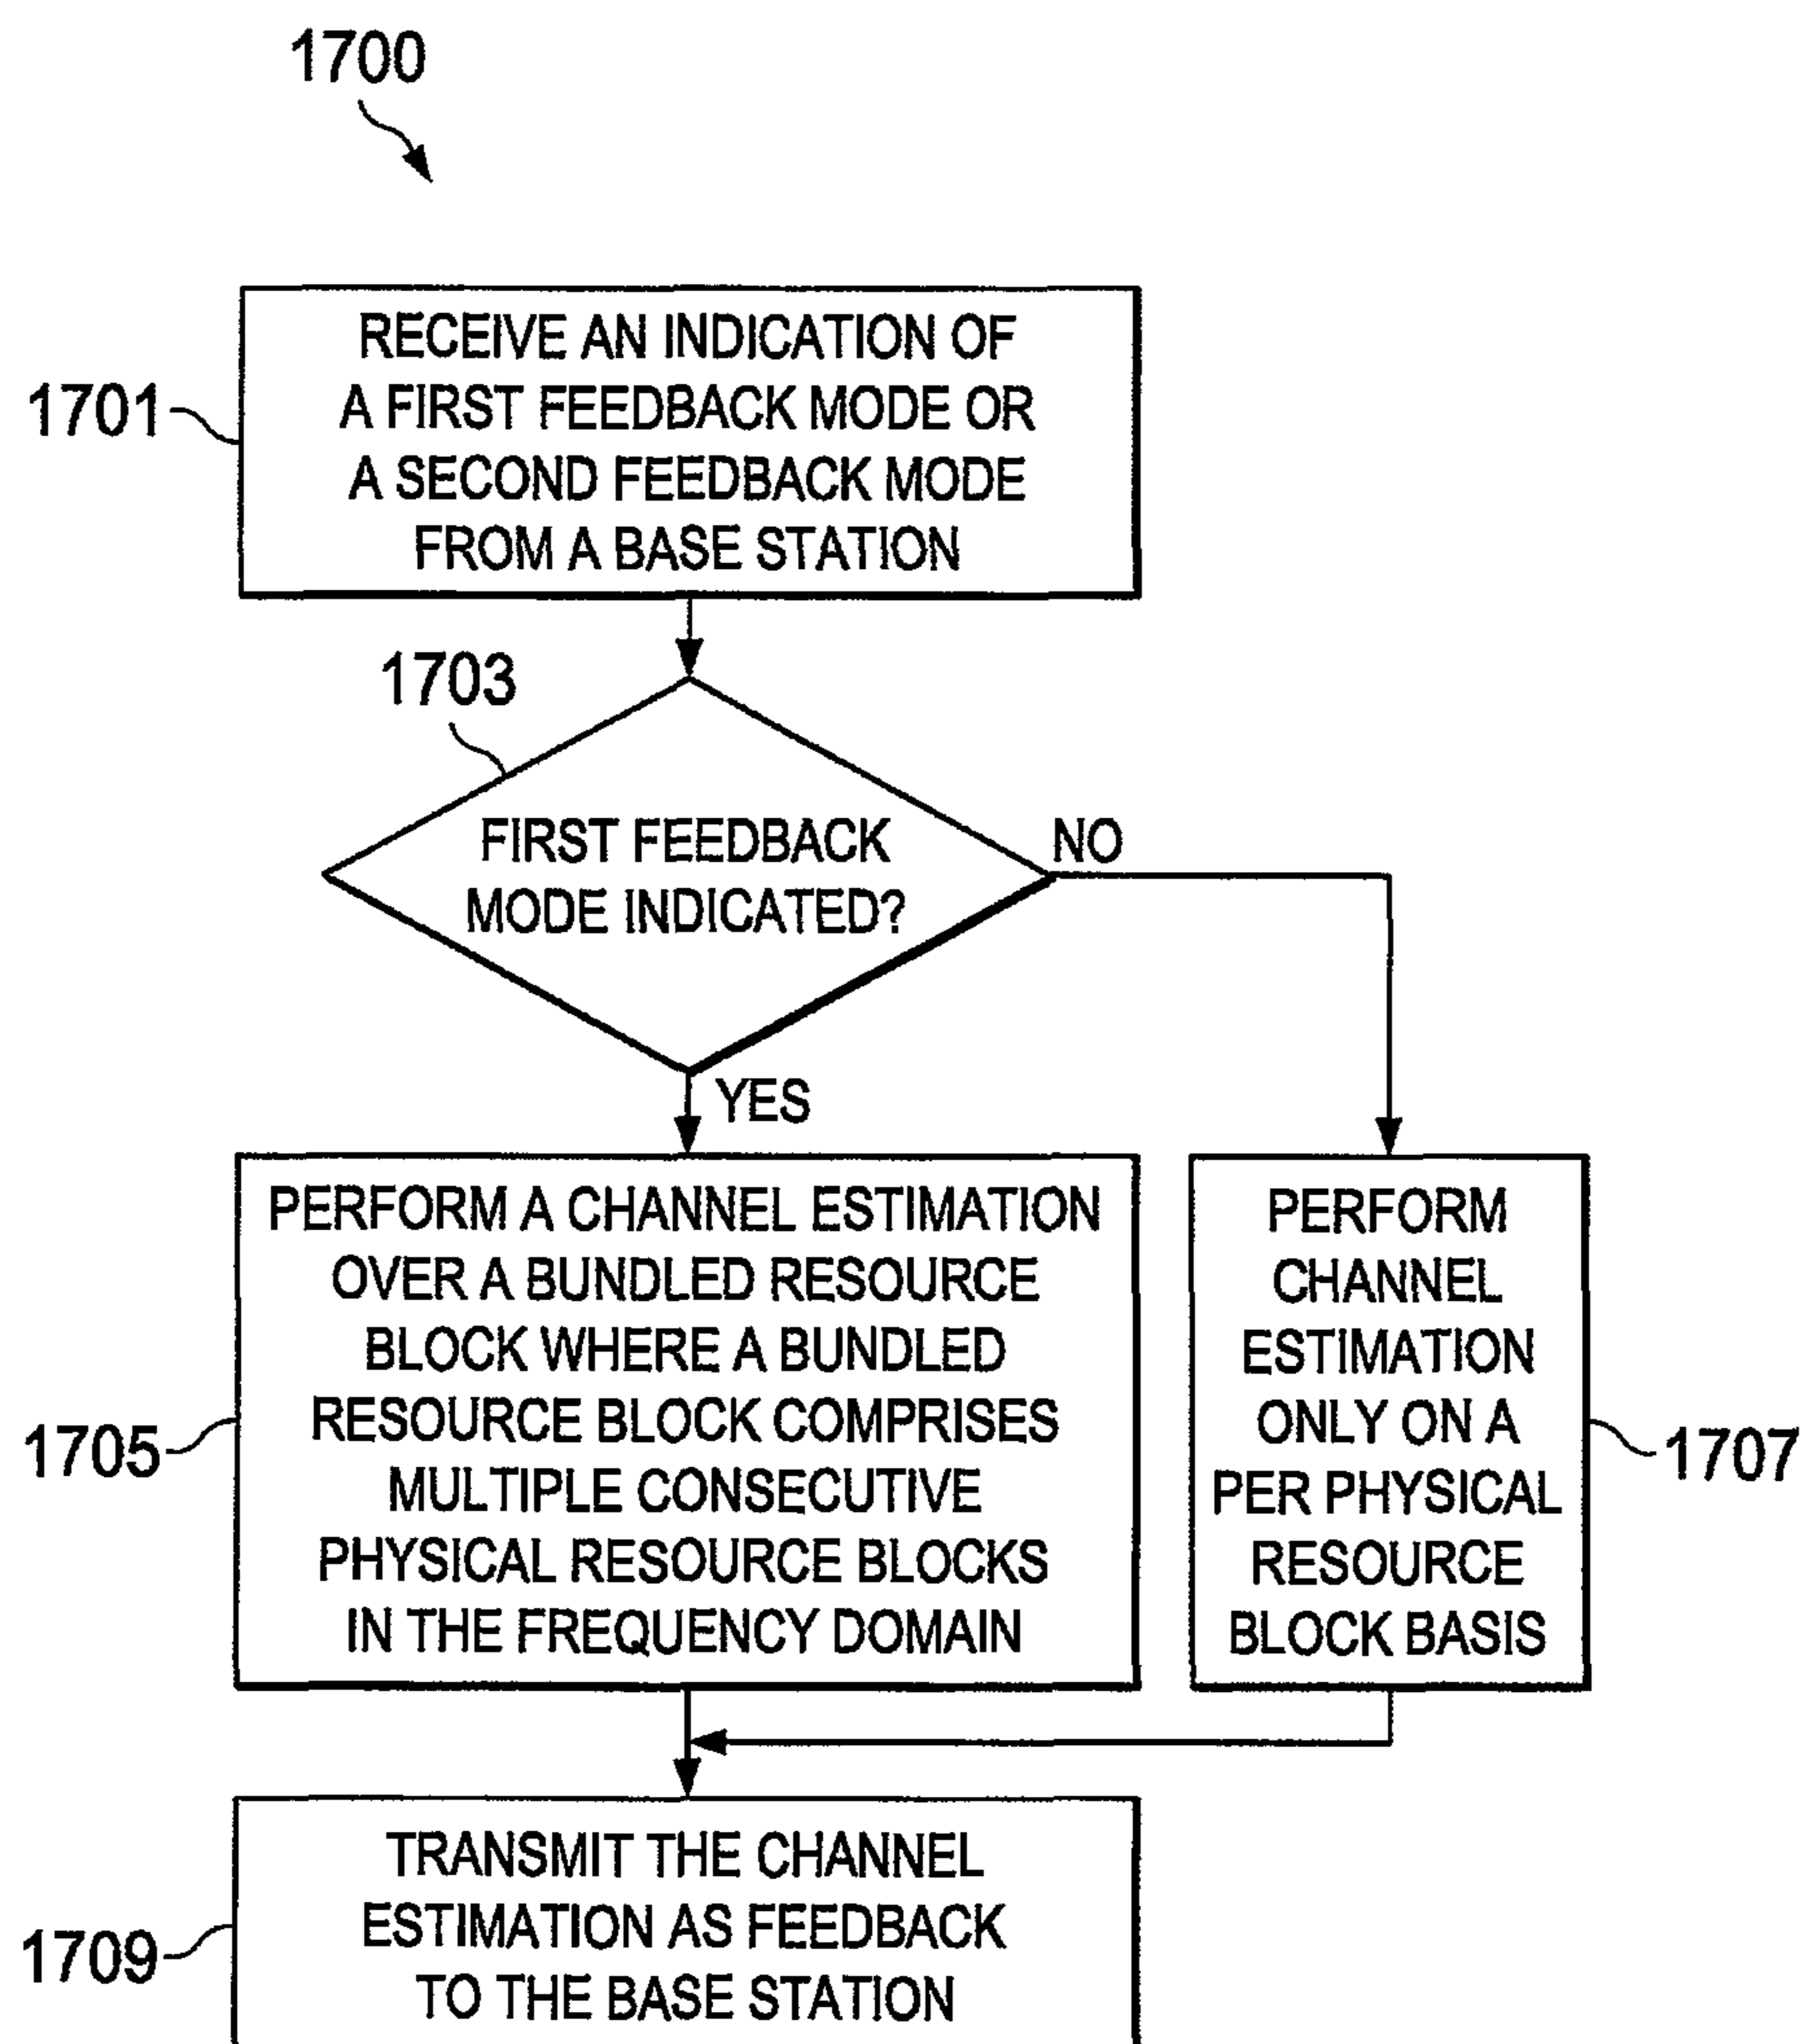 1700
1701
RECEIVE AN INDICATION OF
A FIRST FEEDBACK MODE OR
A SECOND FEEDBACK MODE
FROM A BASE STATION
1703
FIRST FEEDBACK
MODE INDICATED?
NO
YES
1705
PERFORM A CHANNEL ESTIMATION
OVER A BUNDLED RESOURCE
BLOCK WHERE A BUNDLED
RESOURCE BLOCK COMPRISES
MULTIPLE CONSECUTIVE
PHYSICAL RESOURCE BLOCKS
IN THE FREQUENCY DOMAIN
PERFORM
CHANNEL
ESTIMATION
ONLY ON A
PER PHYSICAL
RESOURCE
BLOCK BASIS
1707
1709
TRANSMIT THE CHANNEL
ESTIMATION AS FEEDBACK
TO THE BASE STATION